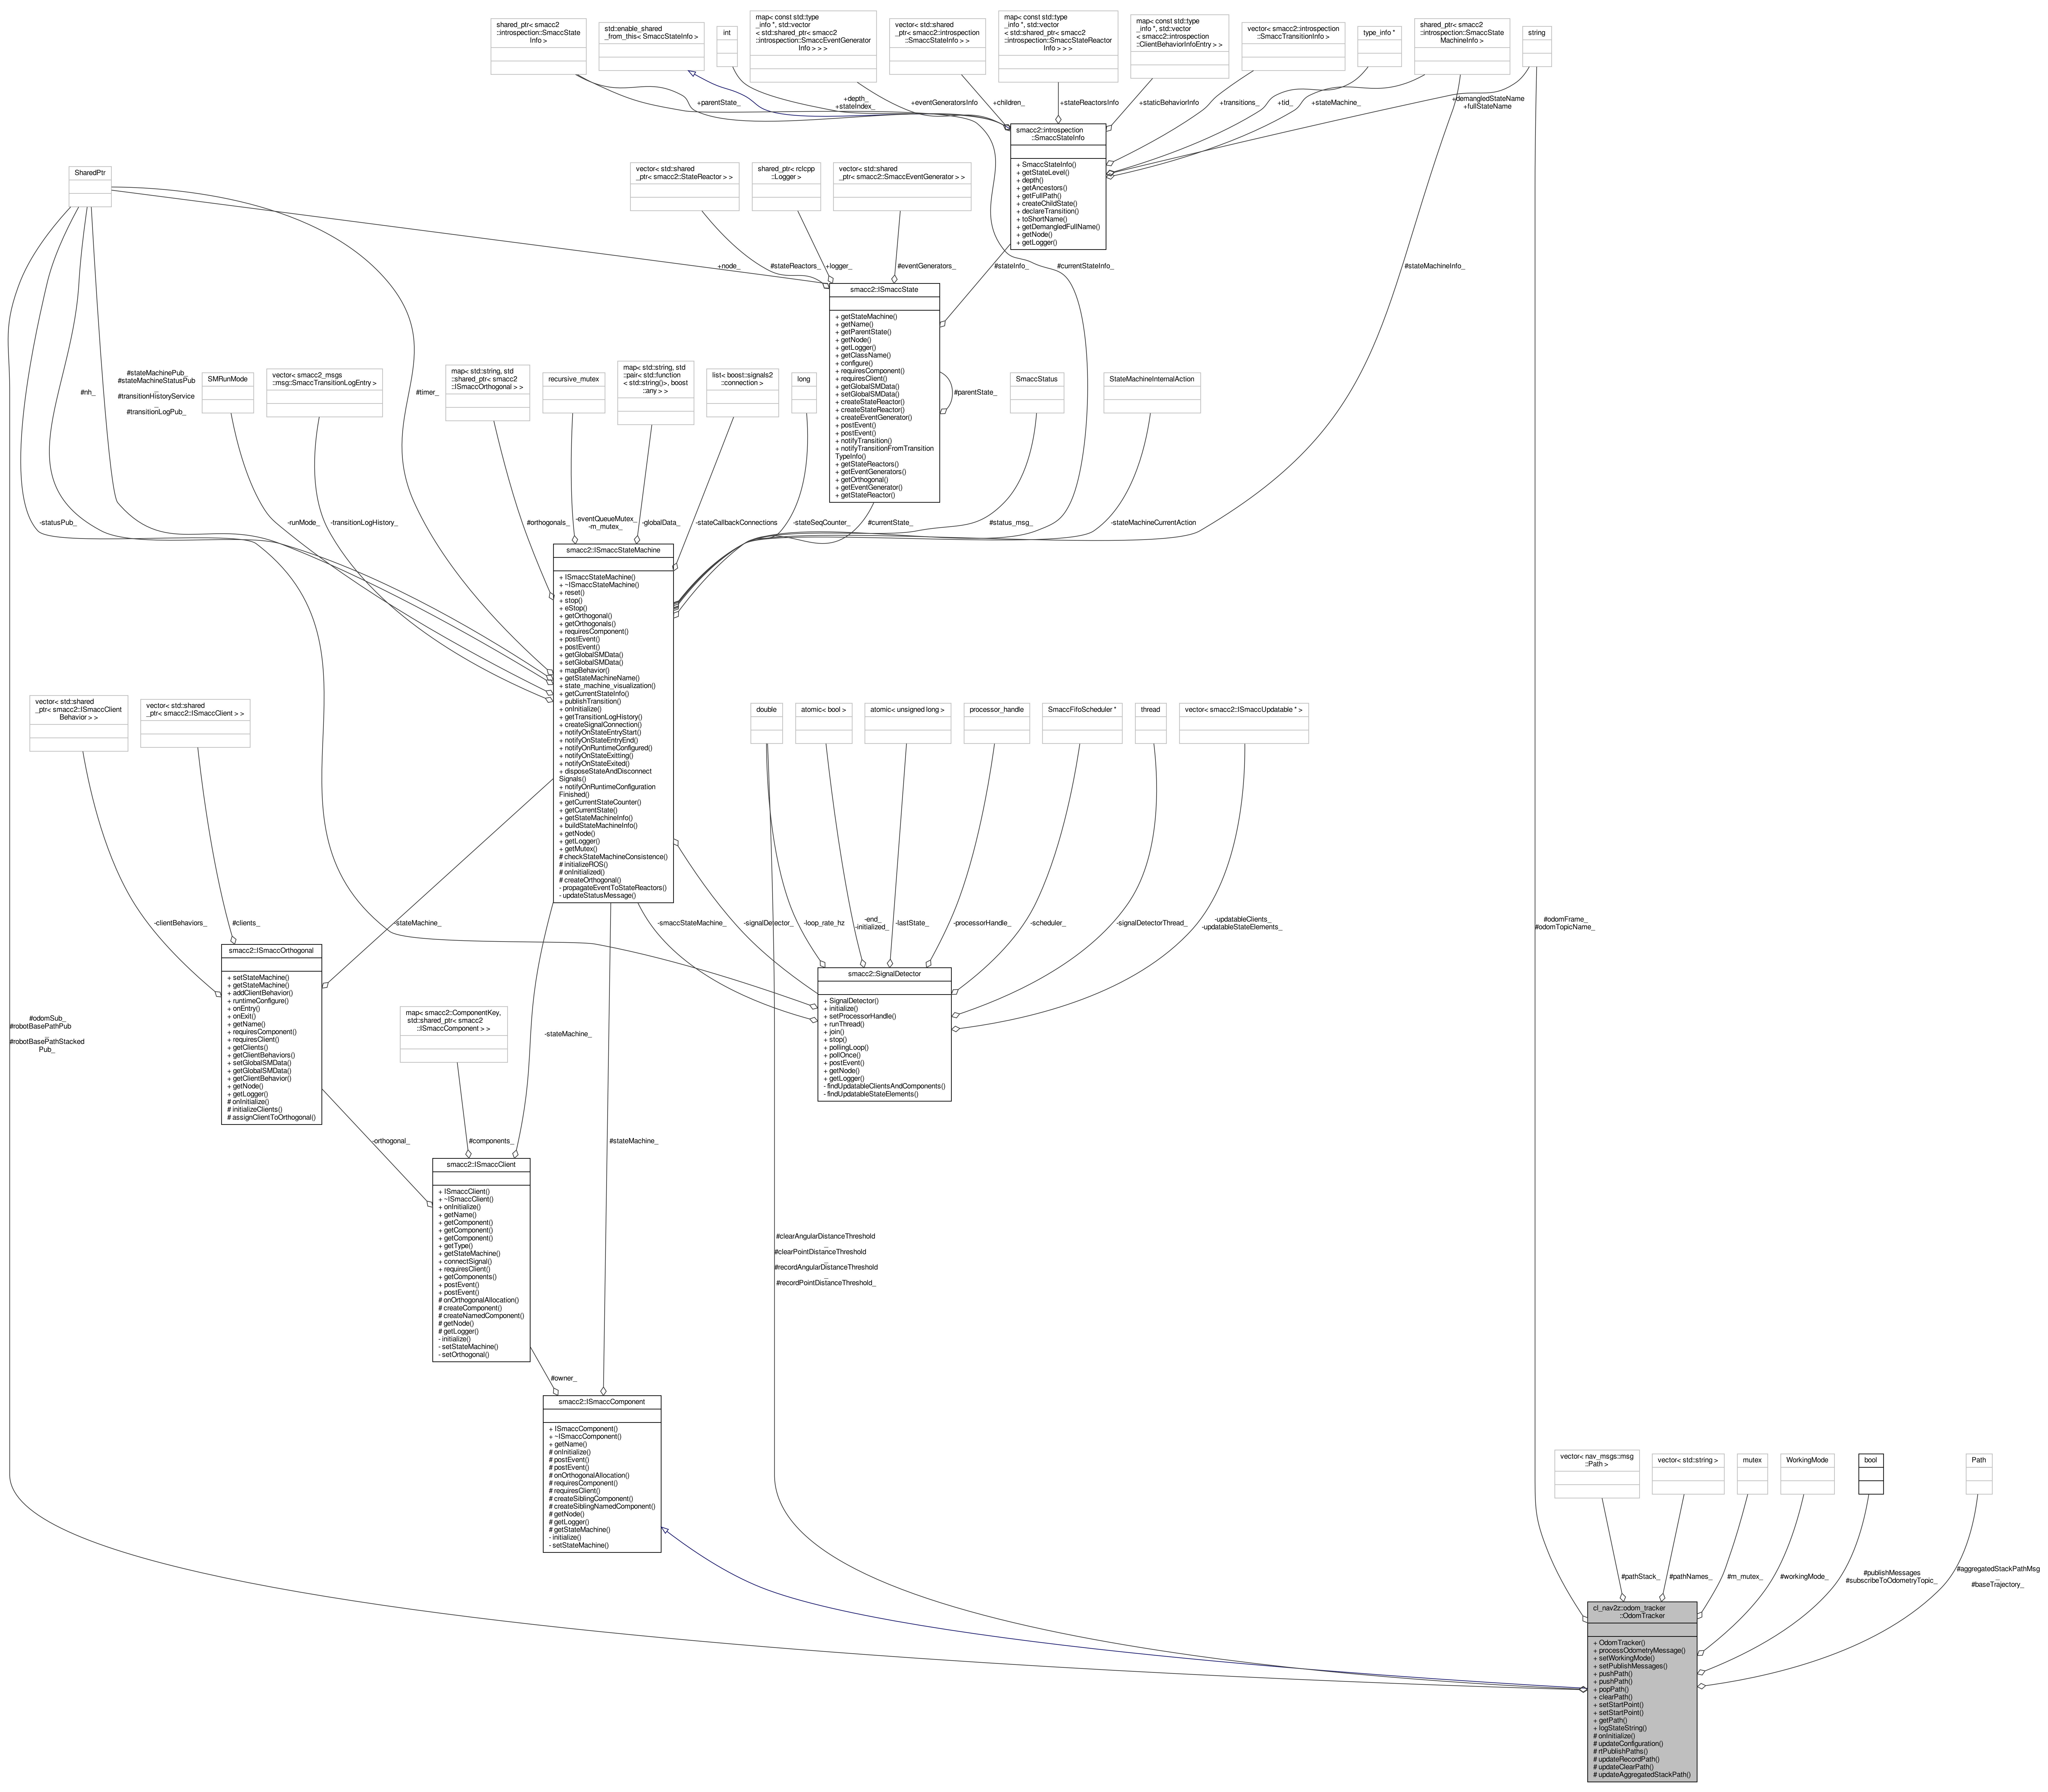 shared_ptr< smacc2
::introspection::SmaccState
Info >
std::enable_shared
_from_this< SmaccStateInfo >
int
map< const std::type
_info *, std::vector
< std::shared_ptr< smacc2
::introspection::SmaccEventGenerator
Info > > >
vector< std::shared
_ptr< smacc2::introspection
::SmaccStateInfo > >
map< const std::type
_info *, std::vector
< std::shared_ptr< smacc2
::introspection::SmaccStateReactor
Info > > >
map< const std::type
_info *, std::vector
< smacc2::introspection
::ClientBehaviorInfoEntry > >
vector< smacc2::introspection
::SmaccTransitionInfo >
type_info *
shared_ptr< smacc2
::introspection::SmaccState
MachineInfo >
string
+parentState_
+depth_
+stateIndex_
+eventGeneratorsInfo
+children_
+stateReactorsInfo
+staticBehaviorInfo
+transitions_
+tid_
+stateMachine_
+demangledStateName
+fullStateName
smacc2::introspection
::SmaccStateInfo
+ SmaccStateInfo()
+ getStateLevel()
+ depth()
+ getAncestors()
+ getFullPath()
+ createChildState()
+ declareTransition()
+ toShortName()
+ getDemangledFullName()
+ getNode()
+ getLogger()
SharedPtr
vector< std::shared
_ptr< smacc2::StateReactor > >
shared_ptr< rclcpp
::Logger >
vector< std::shared
_ptr< smacc2::SmaccEventGenerator > >
+node_
#stateReactors_
+logger_
#eventGenerators_
#stateInfo_
#currentStateInfo_
#stateMachineInfo_
smacc2::ISmaccState
+ getStateMachine()
+ getName()
+ getParentState()
+ getNode()
+ getLogger()
+ getClassName()
+ configure()
+ requiresComponent()
+ requiresClient()
+ getGlobalSMData()
+ setGlobalSMData()
+ createStateReactor()
+ createStateReactor()
+ createEventGenerator()
+ postEvent()
+ postEvent()
+ notifyTransition()
+ notifyTransitionFromTransition
TypeInfo()
+ getStateReactors()
+ getEventGenerators()
+ getOrthogonal()
+ getEventGenerator()
+ getStateReactor()
#parentState_
#nh_
#stateMachinePub_
#stateMachineStatusPub
_
#transitionHistoryService
_
#transitionLogPub_
SMRunMode
vector< smacc2_msgs
::msg::SmaccTransitionLogEntry >
#timer_
map< std::string, std
::shared_ptr< smacc2
::ISmaccOrthogonal > >
recursive_mutex
map< std::string, std
::pair< std::function
< std::string()>, boost
::any > >
list< boost::signals2
::connection >
long
SmaccStatus
StateMachineInternalAction
-statusPub_
-runMode_
-transitionLogHistory_
#orthogonals_
-eventQueueMutex_
-m_mutex_
-globalData_
-stateCallbackConnections
-stateSeqCounter_
#currentState_
#status_msg_
-stateMachineCurrentAction
smacc2::ISmaccStateMachine
+ ISmaccStateMachine()
+ ~ISmaccStateMachine()
+ reset()
+ stop()
+ eStop()
+ getOrthogonal()
+ getOrthogonals()
+ requiresComponent()
+ postEvent()
+ postEvent()
+ getGlobalSMData()
+ setGlobalSMData()
+ mapBehavior()
+ getStateMachineName()
+ state_machine_visualization()
+ getCurrentStateInfo()
+ publishTransition()
+ onInitialize()
+ getTransitionLogHistory()
+ createSignalConnection()
+ notifyOnStateEntryStart()
+ notifyOnStateEntryEnd()
+ notifyOnRuntimeConfigured()
+ notifyOnStateExitting()
+ notifyOnStateExited()
+ disposeStateAndDisconnect
Signals()
+ notifyOnRuntimeConfiguration
Finished()
+ getCurrentStateCounter()
+ getCurrentState()
+ getStateMachineInfo()
+ buildStateMachineInfo()
+ getNode()
+ getLogger()
+ getMutex()
# checkStateMachineConsistence()
# initializeROS()
# onInitialized()
# createOrthogonal()
- propagateEventToStateReactors()
- updateStatusMessage()
vector< std::shared
_ptr< smacc2::ISmaccClient
Behavior > >
vector< std::shared
_ptr< smacc2::ISmaccClient > >
double
atomic< bool >
atomic< unsigned long >
processor_handle
SmaccFifoScheduler *
thread
vector< smacc2::ISmaccUpdatable * >
-clientBehaviors_
#clients_
-stateMachine_
-smaccStateMachine_
-signalDetector_
-loop_rate_hz
-end_
-initialized_
-lastState_
-processorHandle_
-scheduler_
-signalDetectorThread_
-updatableClients_
-updatableStateElements_
#odomFrame_
#odomTopicName_
smacc2::ISmaccOrthogonal
+ setStateMachine()
+ getStateMachine()
+ addClientBehavior()
+ runtimeConfigure()
+ onEntry()
+ onExit()
+ getName()
+ requiresComponent()
+ requiresClient()
+ getClients()
+ getClientBehaviors()
+ setGlobalSMData()
+ getGlobalSMData()
+ getClientBehavior()
+ getNode()
+ getLogger()
# onInitialize()
# initializeClients()
# assignClientToOrthogonal()
smacc2::SignalDetector
+ SignalDetector()
+ initialize()
+ setProcessorHandle()
+ runThread()
+ join()
+ stop()
+ pollingLoop()
+ pollOnce()
+ postEvent()
+ getNode()
+ getLogger()
- findUpdatableClientsAndComponents()
- findUpdatableStateElements()
#odomSub_
#robotBasePathPub
_
#robotBasePathStacked
Pub_
map< smacc2::ComponentKey,
std::shared_ptr< smacc2
::ISmaccComponent > >
-stateMachine_
-orthogonal_
#components_
#stateMachine_
smacc2::ISmaccClient
+ ISmaccClient()
+ ~ISmaccClient()
+ onInitialize()
+ getName()
+ getComponent()
+ getComponent()
+ getComponent()
+ getType()
+ getStateMachine()
+ connectSignal()
+ requiresClient()
+ getComponents()
+ postEvent()
+ postEvent()
# onOrthogonalAllocation()
# createComponent()
# createNamedComponent()
# getNode()
# getLogger()
- initialize()
- setStateMachine()
- setOrthogonal()
#clearAngularDistanceThreshold
_
#clearPointDistanceThreshold
_
#recordAngularDistanceThreshold
_
#recordPointDistanceThreshold_
#owner_
smacc2::ISmaccComponent
+ ISmaccComponent()
+ ~ISmaccComponent()
+ getName()
# onInitialize()
# postEvent()
# postEvent()
# onOrthogonalAllocation()
# requiresComponent()
# requiresClient()
# createSiblingComponent()
# createSiblingNamedComponent()
# getNode()
# getLogger()
# getStateMachine()
- initialize()
- setStateMachine()
vector< nav_msgs::msg
::Path >
vector< std::string >
mutex
WorkingMode
bool
Path
#pathStack_
#pathNames_
#m_mutex_
#workingMode_
#publishMessages
#subscribeToOdometryTopic_
#aggregatedStackPathMsg
_
#baseTrajectory_
cl_nav2z::odom_tracker
::OdomTracker
+ OdomTracker()
+ processOdometryMessage()
+ setWorkingMode()
+ setPublishMessages()
+ pushPath()
+ pushPath()
+ popPath()
+ clearPath()
+ setStartPoint()
+ setStartPoint()
+ getPath()
+ logStateString()
# onInitialize()
# updateConfiguration()
# rtPublishPaths()
# updateRecordPath()
# updateClearPath()
# updateAggregatedStackPath()